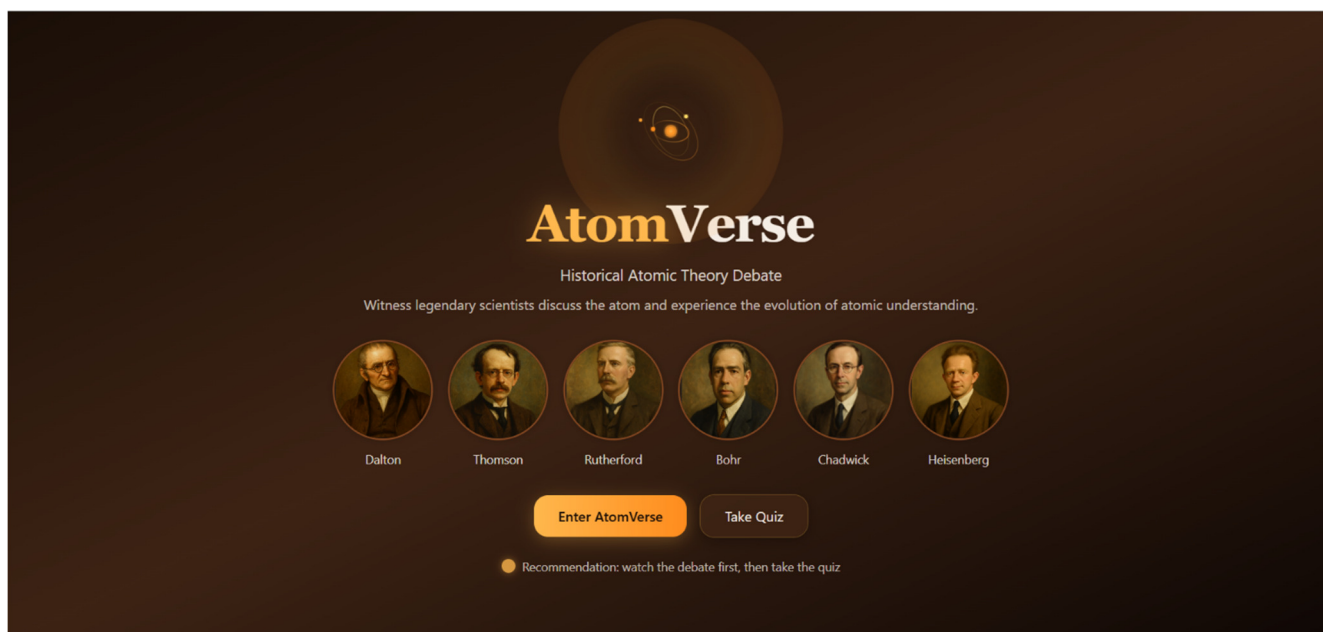 AtomVerse
Historical Atomic Theory Debate
Witness legendary scientists discuss the atom and experience the evolution of atomic understanding.
Dalton Thomson Rutherford Bohr Chadwick Heisenberg
Enter AtomVerse Take Quiz
Recommendation: watch the debate first, then take the quiz